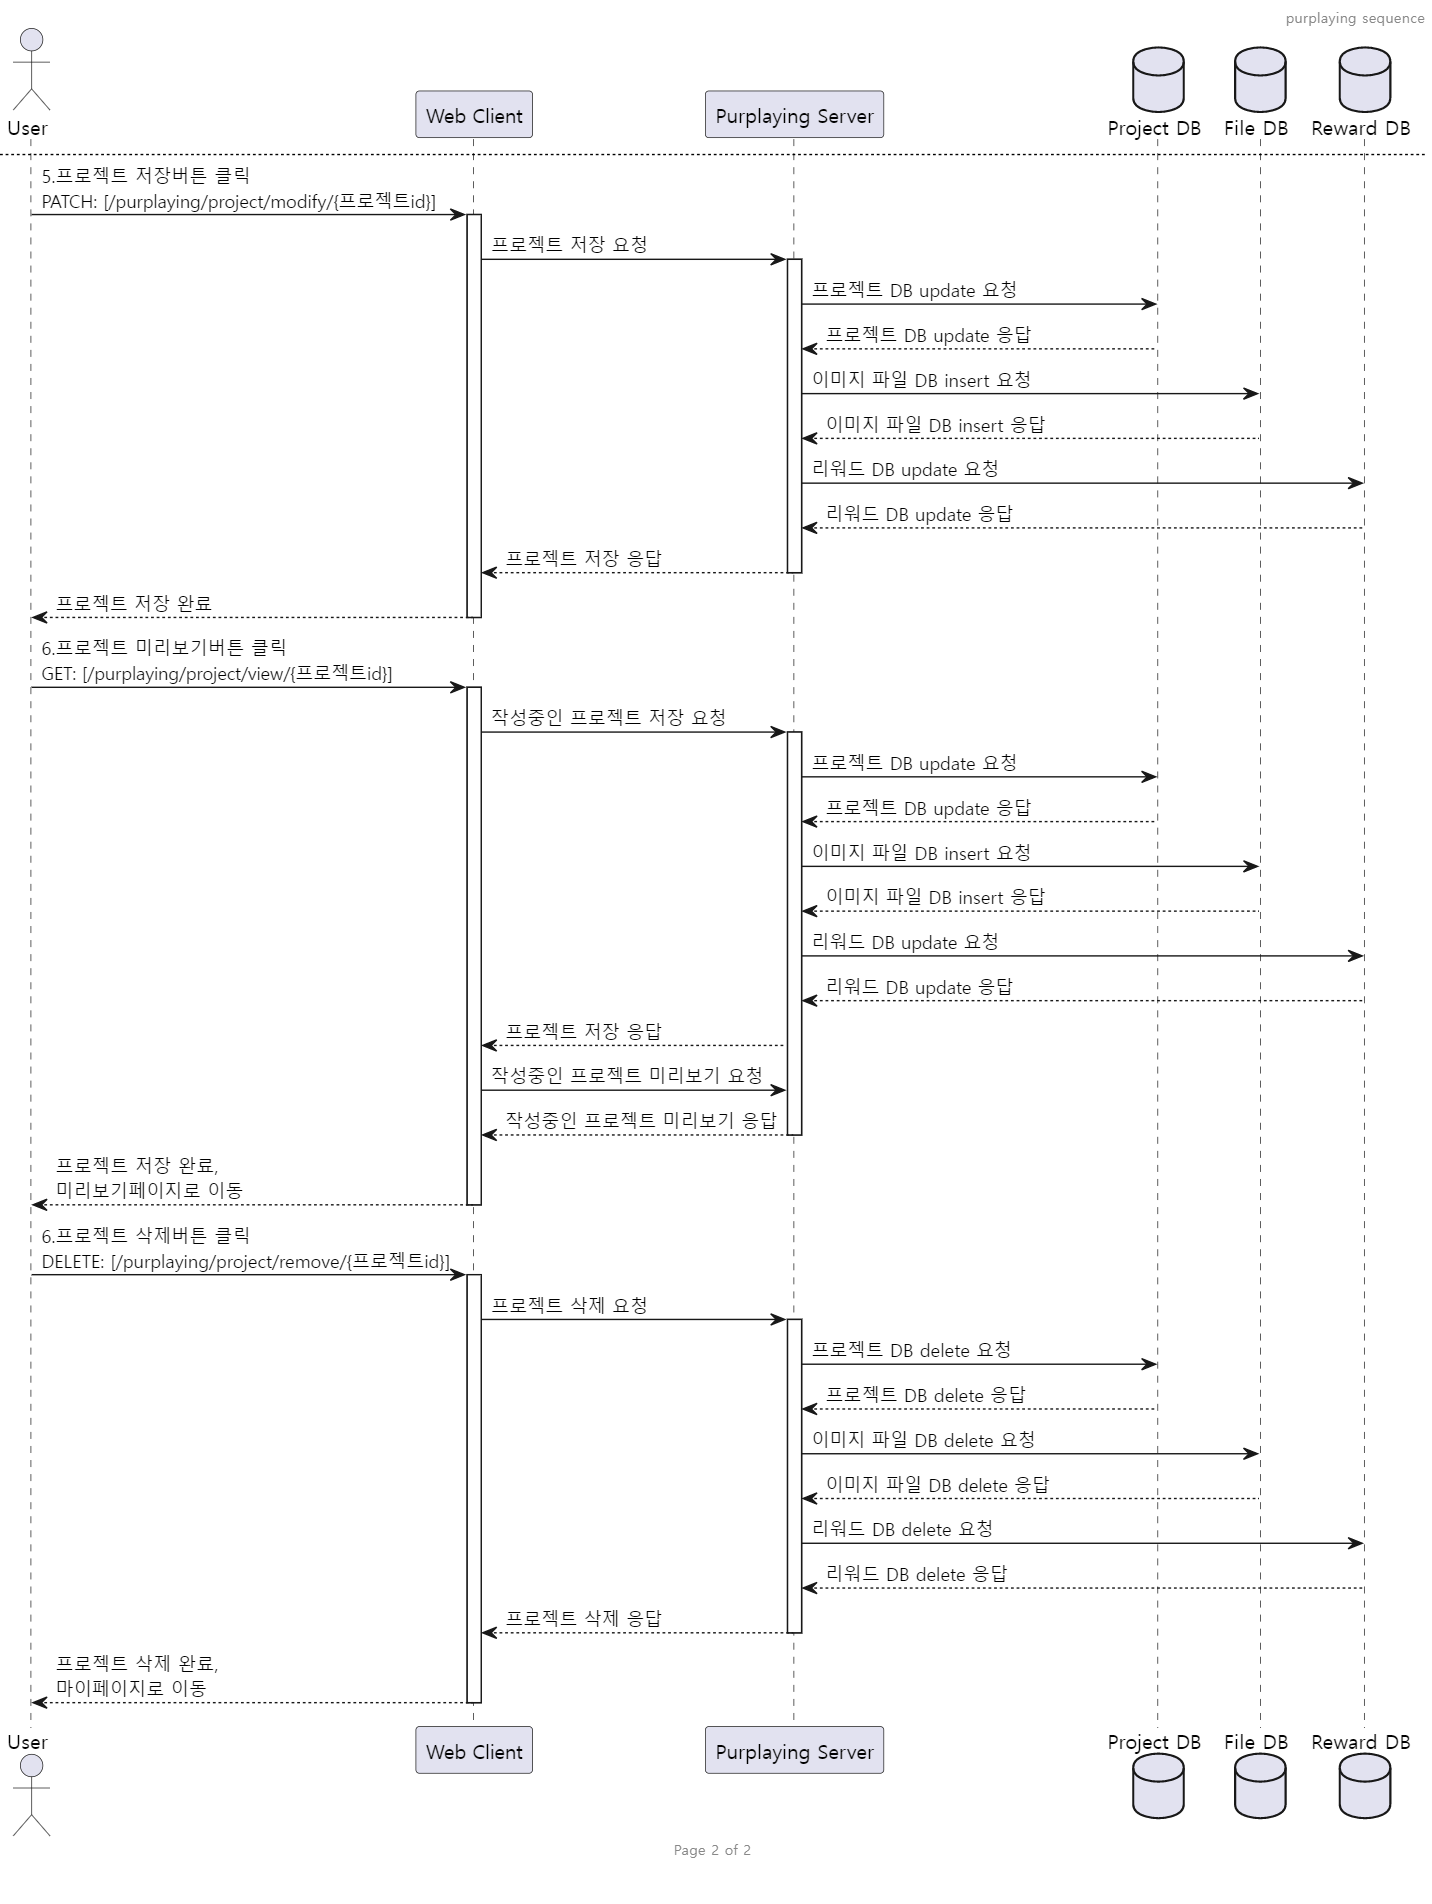 purplaying sequence
User
Web Client
Purplaying Server
Project DB
File DB
Reward DB
5.프로젝트 저장버튼 클릭
PATCH: [/purplaying/project/modify/{프로젝트id}]
프로젝트 저장 요청
프로젝트 DB update 요청
프로젝트 DB update 응답
이미지 파일 DB insert 요청
이미지 파일 DB insert 응답
리워드 DB update 요청
리워드 DB update 응답
프로젝트 저장 응답
프로젝트 저장 완료
6.프로젝트 미리보기버튼 클릭
GET: [/purplaying/project/view/{프로젝트id}]
작성중인 프로젝트 저장 요청
프로젝트 DB update 요청
프로젝트 DB update 응답
이미지 파일 DB insert 요청
이미지 파일 DB insert 응답
리워드 DB update 요청
리워드 DB update 응답
프로젝트 저장 응답
작성중인 프로젝트 미리보기 요청
작성중인 프로젝트 미리보기 응답
프로젝트 저장 완료,
미리보기페이지로 이동
6.프로젝트 삭제버튼 클릭
DELETE: [/purplaying/project/remove/{프로젝트id}]
프로젝트 삭제 요청
프로젝트 DB delete 요청
프로젝트 DB delete 응답
이미지 파일 DB delete 요청
이미지 파일 DB delete 응답
리워드 DB delete 요청
리워드 DB delete 응답
프로젝트 삭제 응답
프로젝트 삭제 완료,
마이페이지로 이동
User
Web Client
Purplaying Server
Project DB
File DB
Reward DB
Page 2 of 2